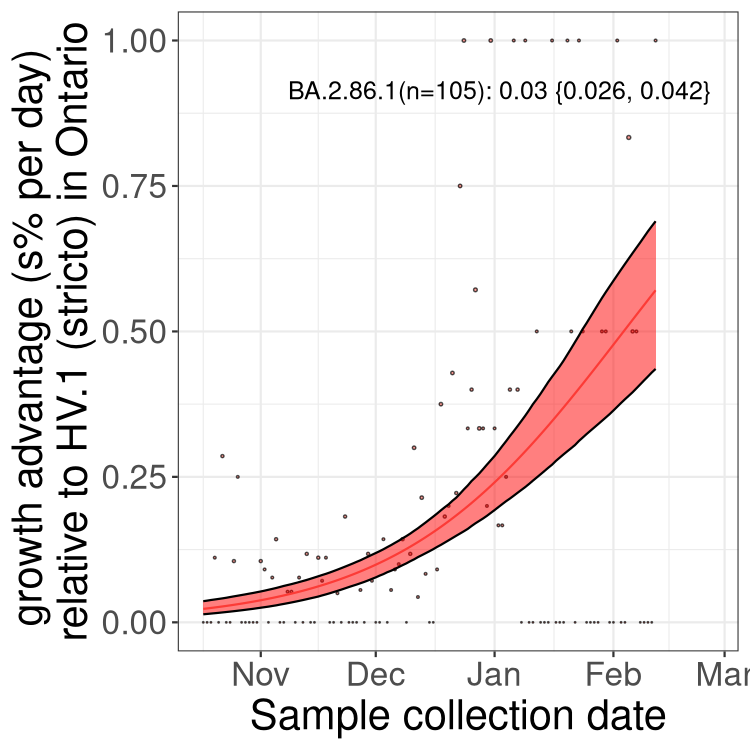 growth advantage (s% per day)
relative to HV.1 (stricto) in Ontario
1.00
BA.2.86.1(n=105): 0.03 {0.026, 0.042}
0.75
0.50
0.25
0.00
Nov Dec Jan Feb Mar
Sample collection date